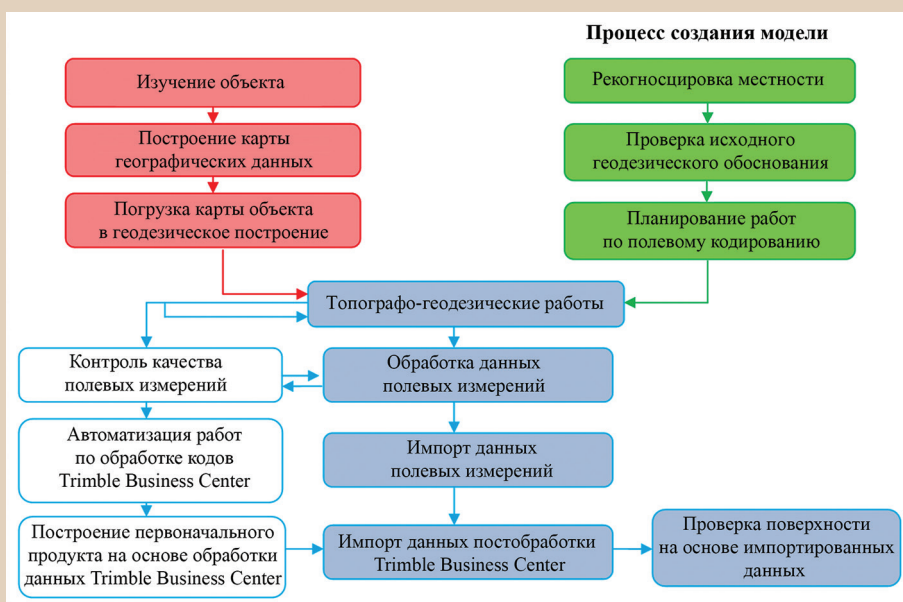 Процесс создания модели
Изучение объекта
Построение карты
географических данных
Погрузка карты объекта
в геодезическое построение
Рекогносцировка местности
Проверка исходного
геодезического обоснования
Планирование работ
по полевому кодированию
Топографо-геодезические работы
Контроль качества
полевых измерений
Обработка данных
полевых измерений
Автоматизация работ
по обработке кодов
Trimble Business Center
Импорт данных
полевых измерений
Построение первоначального
продукта на основе обработки
данных Trimble Business Center
Импорт данных постобработки
Trimble Business Center
Проверка поверхности
на основе импортированных
данных